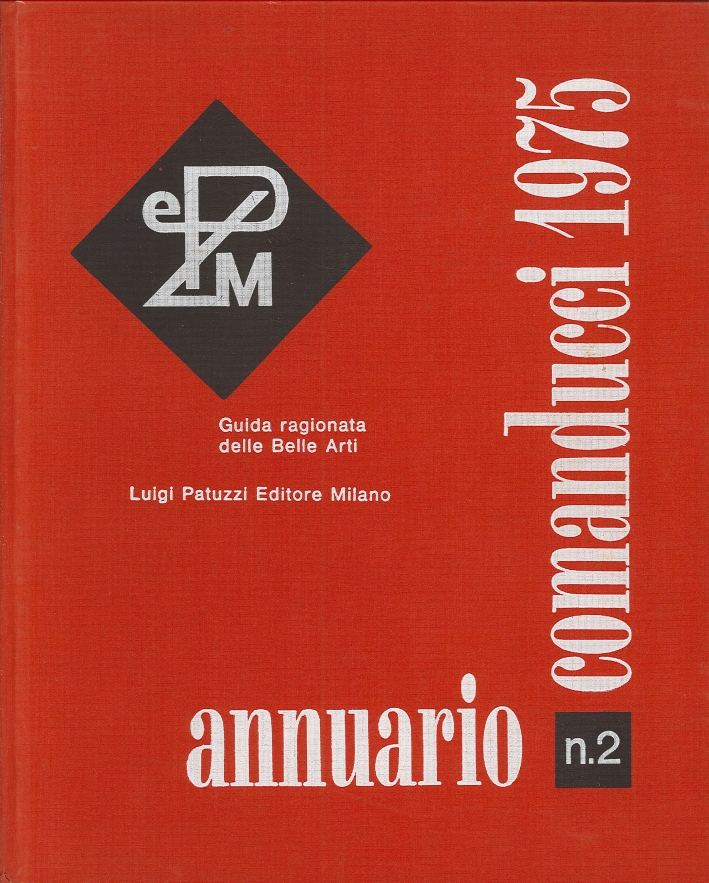 ePM
Guida ragionata
delle Belle Arti
Luigi Patuzzi Editore Milano
annuario
comanducci 1975
n.2